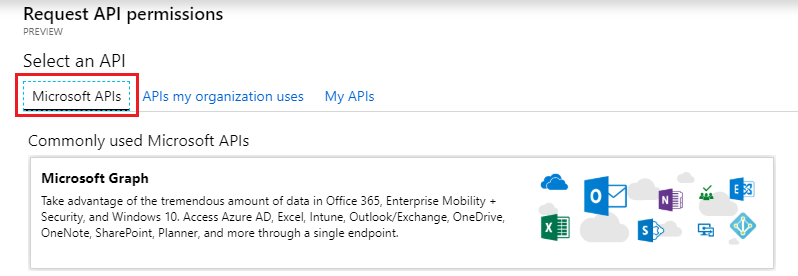 Request API permissions
PREVIEW
Select an API
Microsoft APIs APIs my organization uses My APIs
Commonly used Microsoft APIs
Microsoft Graph
Take advantage of the tremendous amount of data in Office 365, Enterprise Mobility +
Security, and Windows 10. Access Azure AD, Excel, Intune, Outlook/Exchange, OneDrive,
OneNote, SharePoint, Planner, and more through a single endpoint.